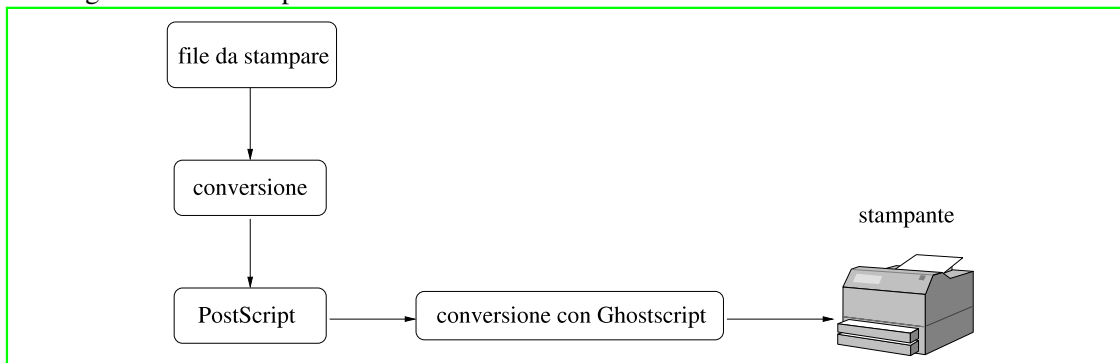 file da stampare
conversione
stampante
PostScript
conversione con Ghostscript